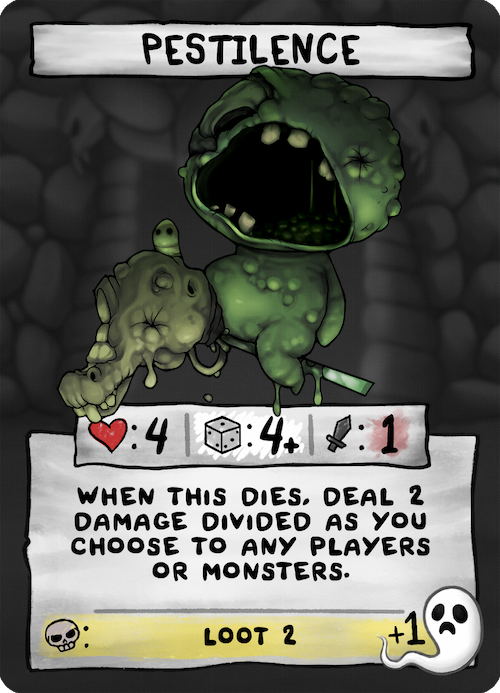 PESTILENCE
:4 :4+ :1
WHEN THIS DIES, DEAL 2
DAMAGE DIVIDED AS YOU
CHOOSE TO ANY PLAYERS
OR MONSTERS.
: LOOT 2 +1